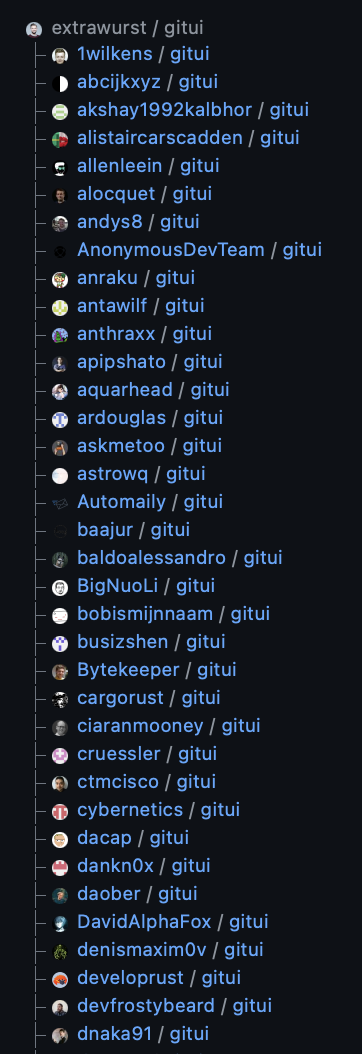 extrawurst / gitui
1wilkens / gitui
abcijkxyz / gitui
akshay1992kalbhor / gitui
alistaircarscadden / gitui
allenleein / gitui
alocquet / gitui
andys8 / gitui
AnonymousDevTeam / gitui
anraku / gitui
antawilf / gitui
anthraxx / gitui
apipshato / gitui
aquarhead / gitui
ardouglas / gitui
askmetoo / gitui
astrowq / gitui
Automaily / gitui
baajur / gitui
baldoalessandro / gitui
BigNuoLi / gitui
bobismijnnaam / gitui
busizshen / gitui
Bytekeeper / gitui
cargorust / gitui
ciaranmooney / gitui
cruessler / gitui
ctmcisco / gitui
cybernetics / gitui
dacap / gitui
dankn0x / gitui
daober / gitui
DavidAlphaFox / gitui
denismaxim0v / gitui
developrust / gitui
devfrostybeard / gitui
dnaka91 / gitui